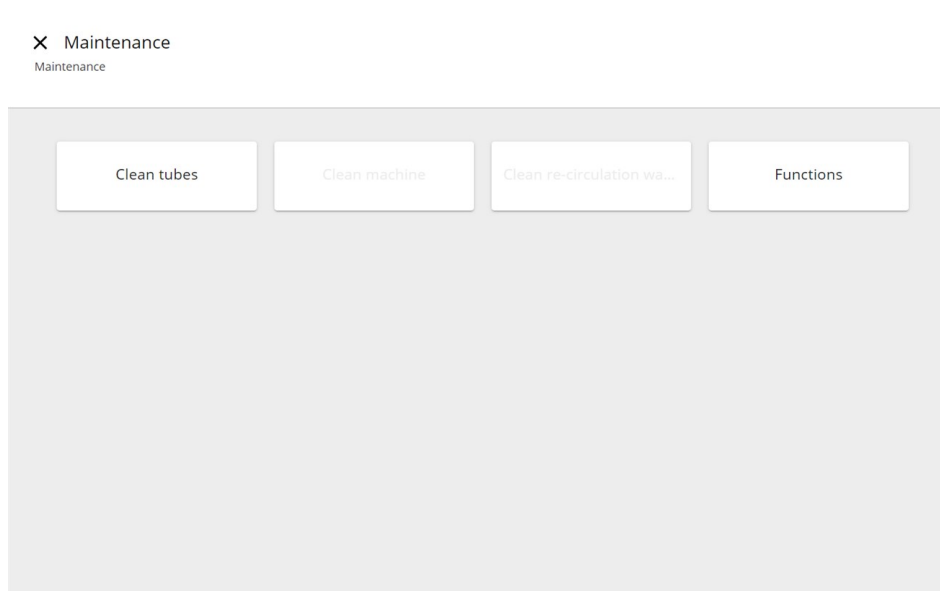 Maintenance
Maintenance
Clean tubes
Clean machine
Clean re-circulation wa...
Functions